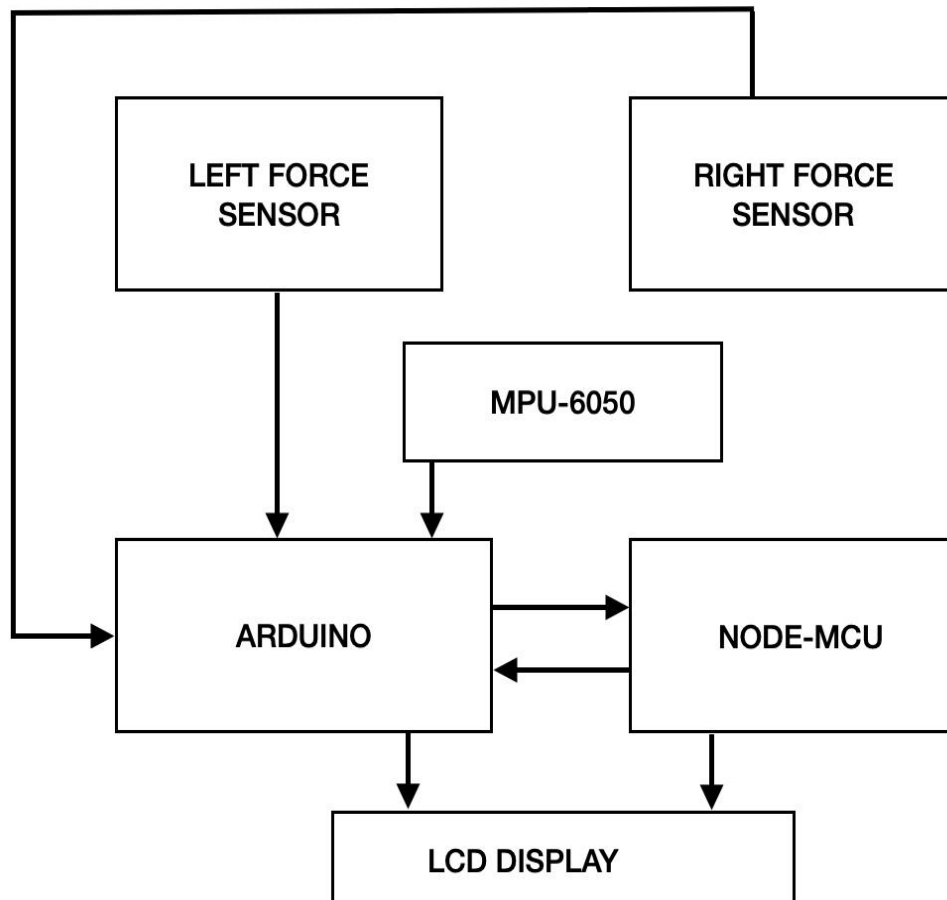 LEFT FORCE
SENSOR
RIGHT FORCE
SENSOR
MPU-6050
ARDUINO
NODE-MCU
LCD DISPLAY